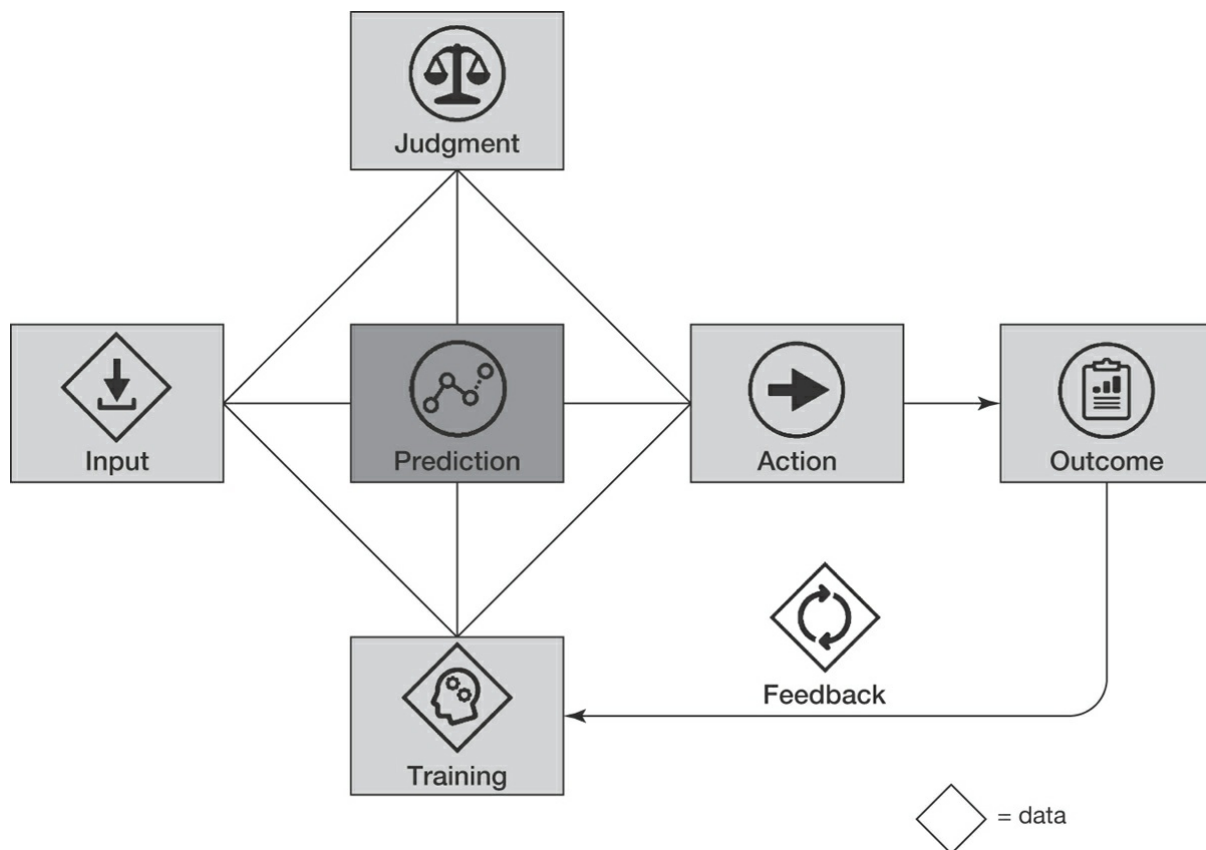 Judgment
Input
Prediction
Action
Outcome
Feedback
Training
= data